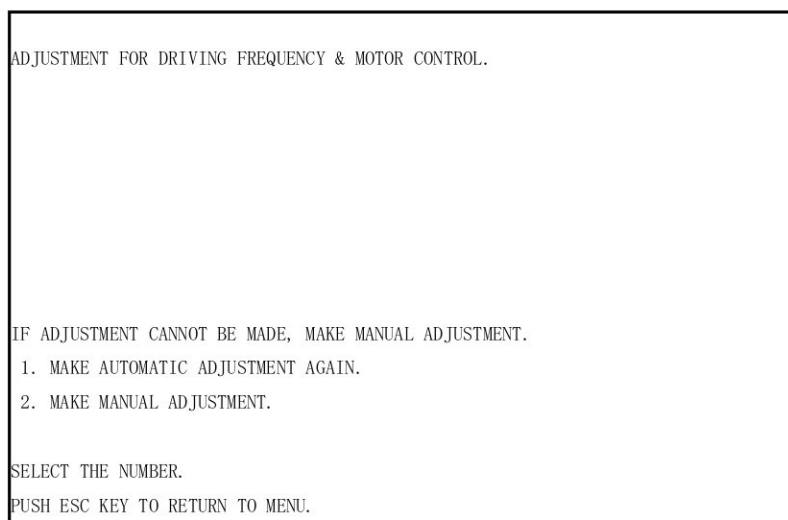 ADJUSTMENT FOR DRIVING FREQUENCY & MOTOR CONTROL.
IF ADJUSTMENT CANNOT BE MADE, MAKE MANUAL ADJUSTMENT.
1. MAKE AUTOMATIC ADJUSTMENT AGAIN.
2. MAKE MANUAL ADJUSTMENT.
SELECT THE NUMBER.
PUSH ESC KEY TO RETURN TO MENU.